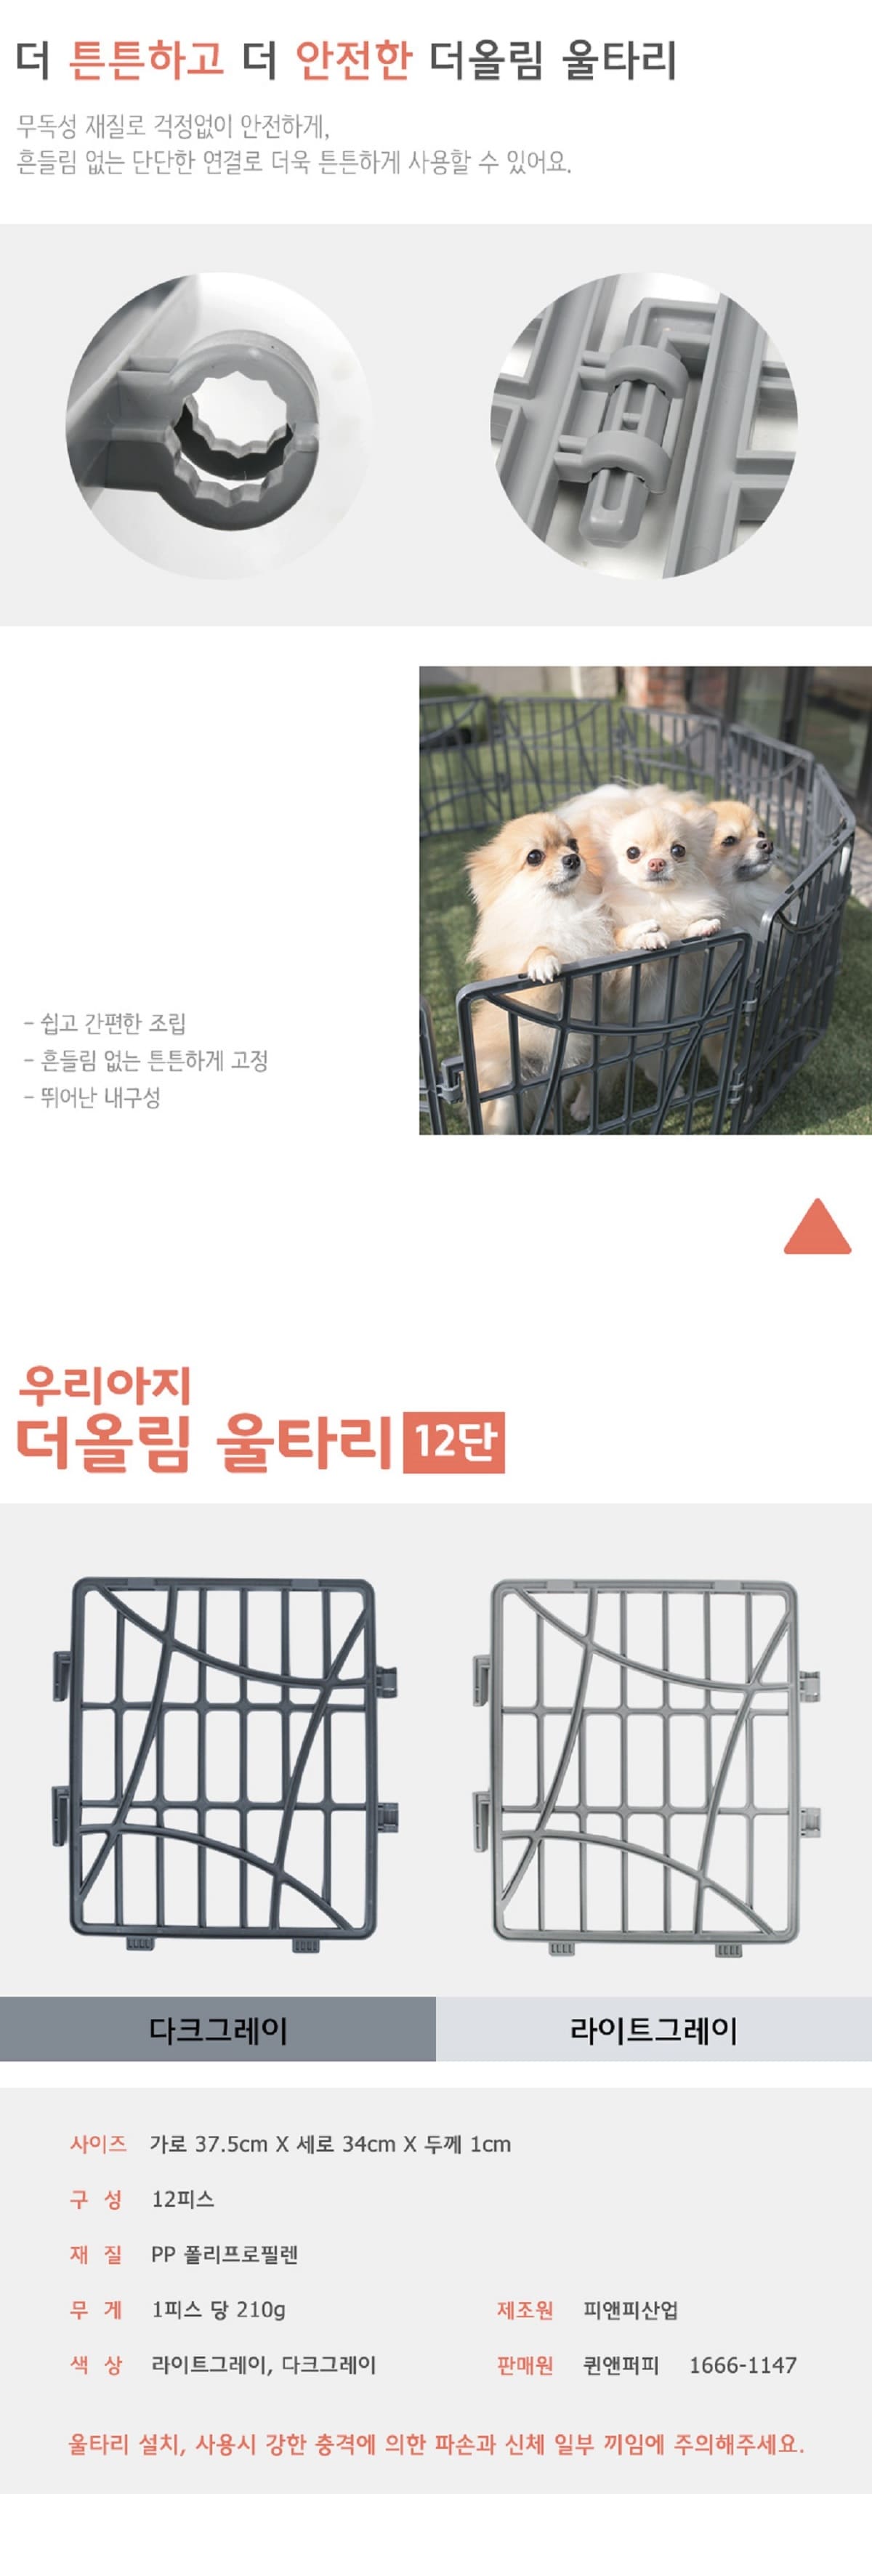 더 튼튼하고 더 안전한 더올림 울타리
무독성 재질로 걱정없이 안전하게,
흔들림 없는 단단한 연결로 더욱 튼튼하게 사용할 수 있어요.
- 쉽고 간편한 조립
- 흔들림 없는 튼튼하게 고정
- 뛰어난 내구성
우리아지
더올림 울타리 12단
다크그레이 라이트그레이
사이즈 가로 37.5cm X 세로 34cm X 두께 1cm
구 성 12피스
재 질 PP 폴리프로필렌
무 게 1피스 당 210g 제조원 피앤피산업
색 상 라이트그레이, 다크그레이 판매원 퀸앤퍼피 1666-1147
울타리 설치, 사용시 강한 충격에 의한 파손과 신체 일부 끼임에 주의해주세요.